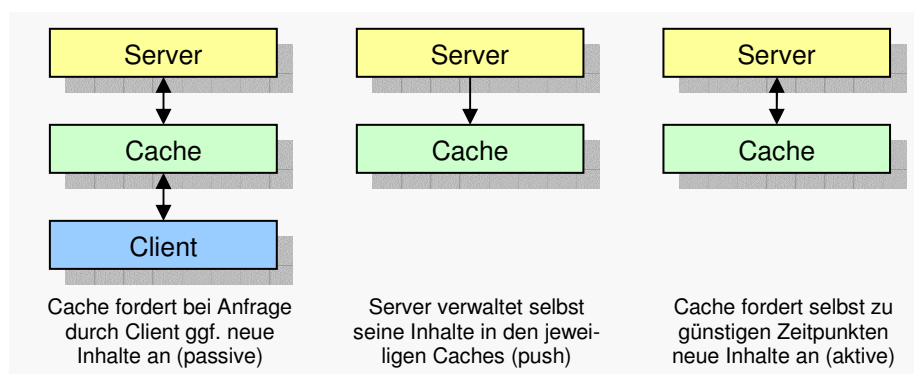 Server
Cache
Client
Cache fordert bei Anfrage
durch Client ggf. neue
Inhalte an (passive)
Server
Cache
Server verwaltet selbst
seine Inhalte in den jewei-
ligen Caches (push)
Server
Cache
Cache fordert selbst zu
günstigen Zeitpunkten
neue Inhalte an (aktive)